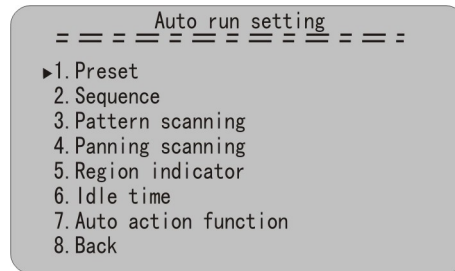 Auto run setting
= = = = = = = = = =
▶1. Preset
2. Sequence
3. Pattern scanning
4. Panning scanning
5. Region indicator
6. Idle time
7. Auto action function
8. Back